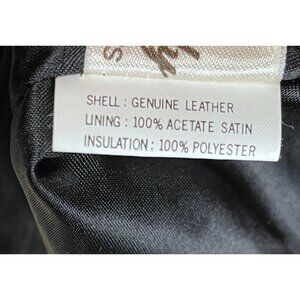 S
SHELL : GENUINE LEATHER
LINING : 100% ACETATE SATIN
INSULATION : 100% POLYESTER